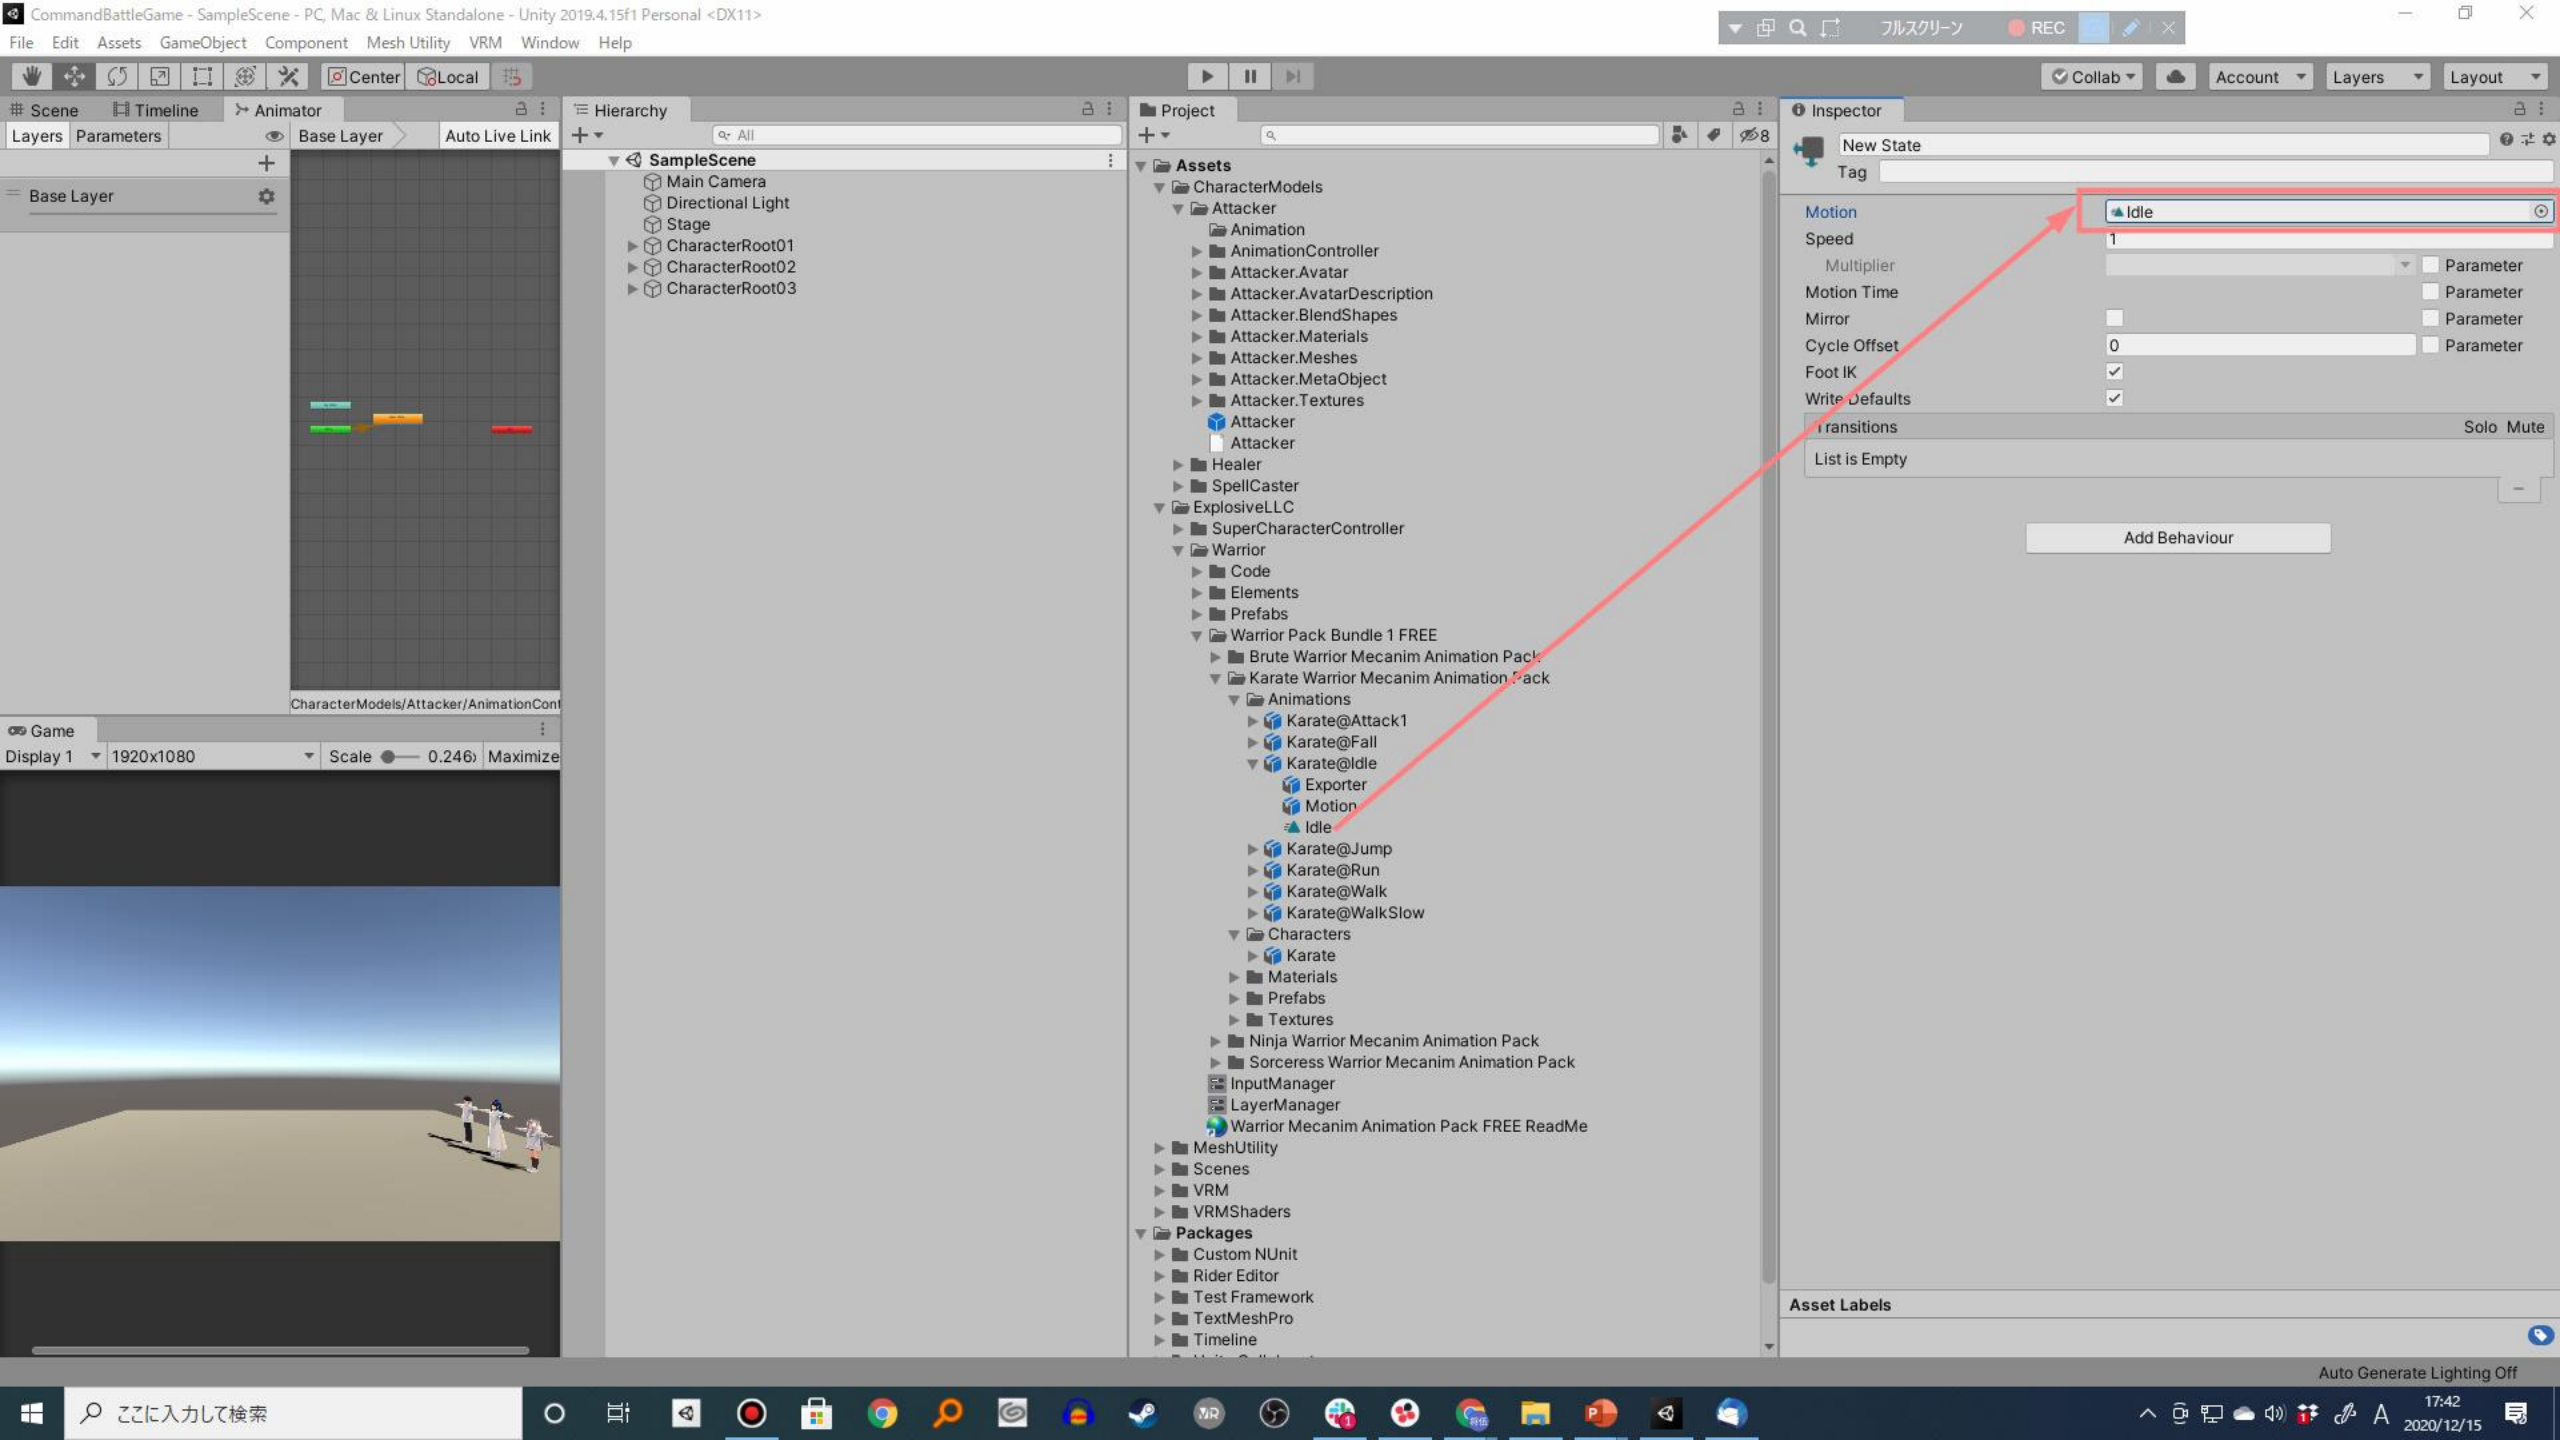 CommandBattleGame - SampleScene - PC, Mac & Linux Standalone - Unity 2019.4.15f1 Personal <DX11>
フルスクリーン
REC
File Edit Assets GameObject Component Mesh Utility VRM Window Help
Center Local
Collab Account Layers Layout
Scene Timeline Animator
Layers Parameters Base Layer Auto Live Link
Base Layer
CharacterModels/Attacker/AnimationCont
Game
Display 1 1920x1080 Scale 0.246x Maximize
Hierarchy
All
SampleScene
Main Camera
Directional Light
Stage
CharacterRoot01
CharacterRoot02
CharacterRoot03
Project
8
Assets
CharacterModels
Attacker
Animation
AnimationController
Attacker.Avatar
Attacker.AvatarDescription
Attacker.BlendShapes
Attacker.Materials
Attacker.Meshes
Attacker.MetaObject
Attacker.Textures
Attacker
Attacker
Healer
SpellCaster
ExplosiveLLC
SuperCharacterController
Warrior
Code
Elements
Prefabs
Warrior Pack Bundle 1 FREE
Brute Warrior Mecanim Animation Pack
Karate Warrior Mecanim Animation Pack
Animations
Karate@Attack1
Karate@Fall
Karate@Idle
Exporter
Motion
Idle
Karate@Jump
Karate@Run
Karate@Walk
Karate@WalkSlow
Characters
Karate
Materials
Prefabs
Textures
Ninja Warrior Mecanim Animation Pack
Sorceress Warrior Mecanim Animation Pack
InputManager
LayerManager
Warrior Mecanim Animation Pack FREE ReadMe
MeshUtility
Scenes
VRM
VRMShaders
Packages
Custom NUnit
Rider Editor
Test Framework
TextMeshPro
Timeline
Inspector
New State
Tag
Motion Idle
Speed 1
Multiplier Parameter
Motion Time Parameter
Mirror Parameter
Cycle Offset 0 Parameter
Foot IK
Write Defaults
Transitions Solo Mute
List is Empty
Add Behaviour
Asset Labels
Auto Generate Lighting Off
ここに入力して検索
A
17:42
2020/12/15